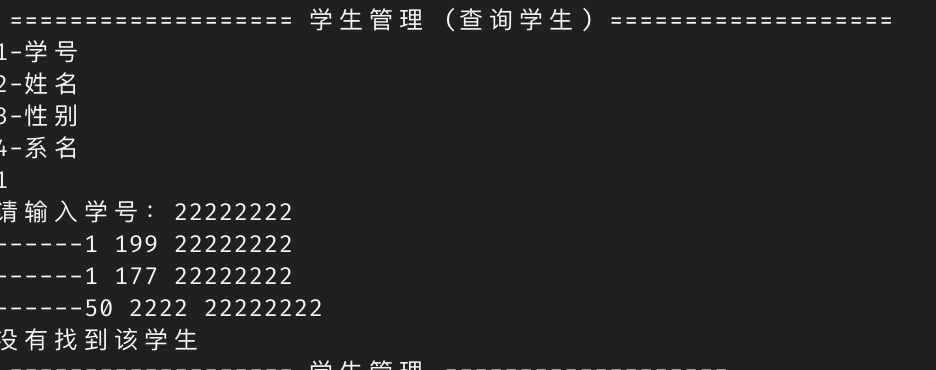 =================== 学生管理 (查询学生) ===================
1-学号
2-姓名
3-性别
4-系名
1
请输入学号: 22222222
------1 199 22222222
------1 177 22222222
------50 2222 22222222
没有找到该学生
=================== 学生管理 ===================